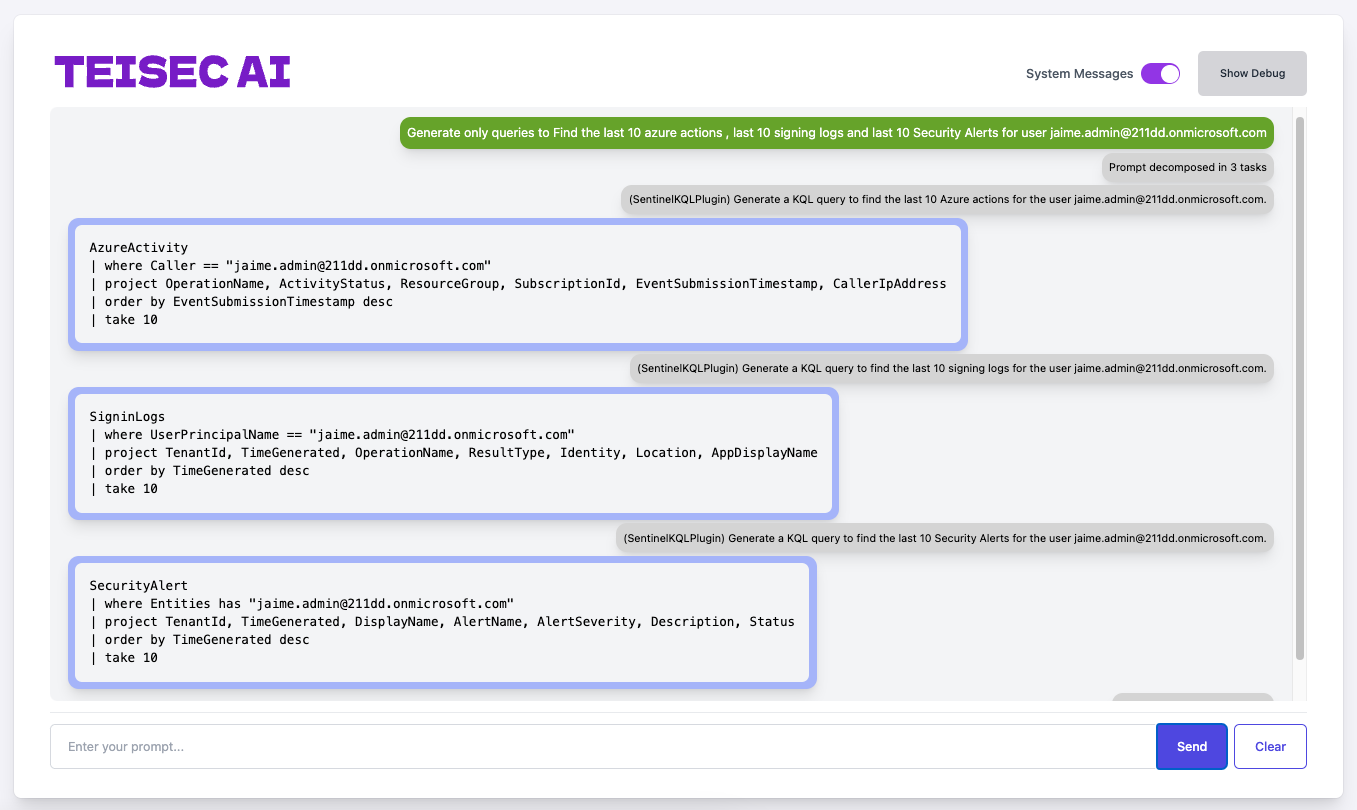 TEISEC AI
System Messages
Show Debug
Generate only queries to Find the last 10 azure actions , last 10 signing logs and last 10 Security Alerts for user jaime.admin@211dd.onmicrosoft.com
Prompt decomposed in 3 tasks
(SentinelKQLPlugin) Generate a KQL query to find the last 10 Azure actions for the user jaime.admin@211dd.onmicrosoft.com.
AzureActivity
| where Caller == "jaime.admin@211dd.onmicrosoft.com"
| project OperationName, ActivityStatus, ResourceGroup, SubscriptionId, EventSubmissionTimestamp, CallerIpAddress
| order by EventSubmissionTimestamp desc
| take 10
(SentinelKQLPlugin) Generate a KQL query to find the last 10 signing logs for the user jaime.admin@211dd.onmicrosoft.com.
SigninLogs
| where UserPrincipalName == "jaime.admin@211dd.onmicrosoft.com"
| project TenantId, TimeGenerated, OperationName, ResultType, Identity, Location, AppDisplayName
| order by TimeGenerated desc
| take 10
(SentinelKQLPlugin) Generate a KQL query to find the last 10 Security Alerts for the user jaime.admin@211dd.onmicrosoft.com.
SecurityAlert
| where Entities has "jaime.admin@211dd.onmicrosoft.com"
| project TenantId, TimeGenerated, DisplayName, AlertName, AlertSeverity, Description, Status
| order by TimeGenerated desc
| take 10
Enter your prompt...
Send
Clear